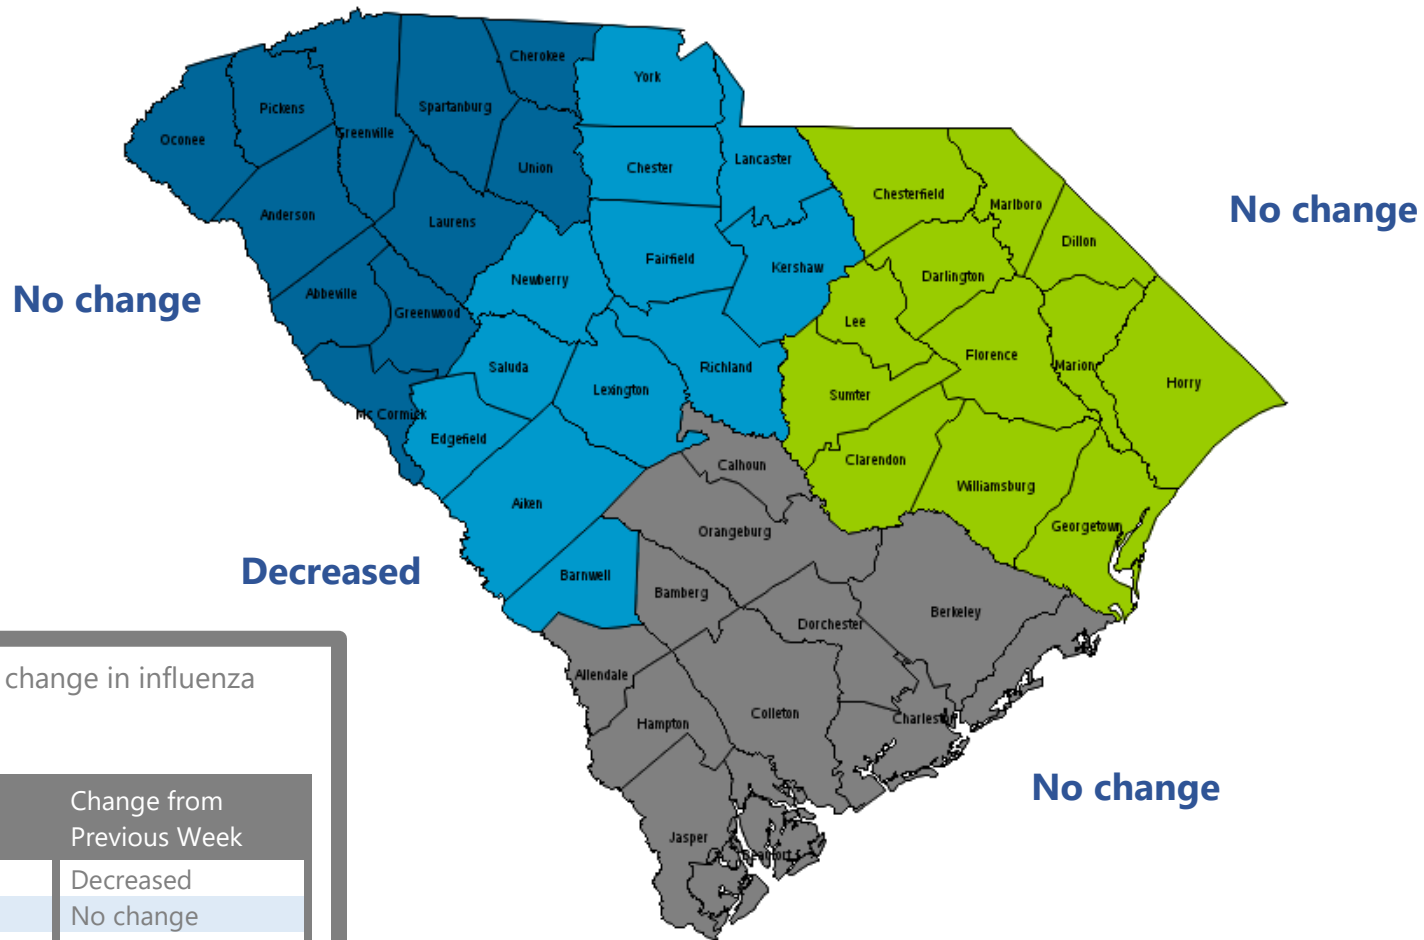 Cherokee
York
Pickens
Spartanburg
Greenville
Oconee
Union
Chester
Lancaster
Chesterfield
Marlboro
No change
Anderson
Laurens
Dillon
Fairfield
Kershaw
Darlington
Newberry
No change
Abbeville
Greenwood
Lee
Florence
Marion
Horry
Saluda
Richland
Lexington
Sumter
Mc Cormick
Edgefield
Clarendon
Calhoun
Williamsburg
Aiken
Orangeburg
Georgetown
Decreased
Barnwell
Bamberg
Berkeley
Dorchester
Allendale
change in influenza
Colleton
Charleston
Hampton
No change
Change from
Previous Week
Jasper
Beaufort
Decreased
No change